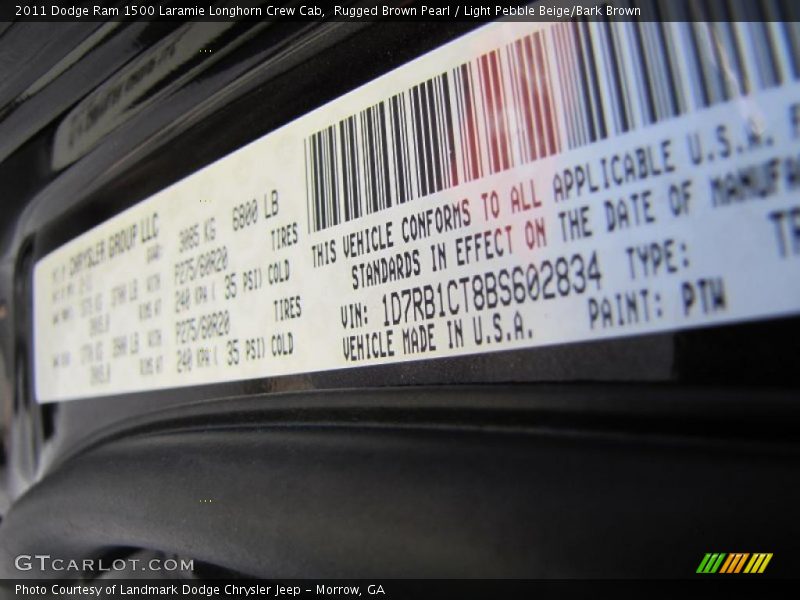 2011 Dodge Ram 1500 Laramie Longhorn Crew Cab, Rugged Brown Pearl / Light Pebble Beige/Bark Brown
CHRYSLER GROUP LLC
3085 KG 6800 LB
TIRES
P275/60R20
240 KPA ( 35 PSI) COLD
TIRES
P275/60R20
240 KPA ( 35 PSI) COLD
THIS VEHICLE CONFORMS TO ALL APPLICABLE U.S.A.
STANDARDS IN EFFECT ON THE DATE OF MANUFA
VIN: 1D7RB1CT8BS602834 TYPE: TR
VEHICLE MADE IN U.S.A. PAINT: PTW
GTCARLOT.COM
Photo Courtesy of Landmark Dodge Chrysler Jeep - Morrow, GA